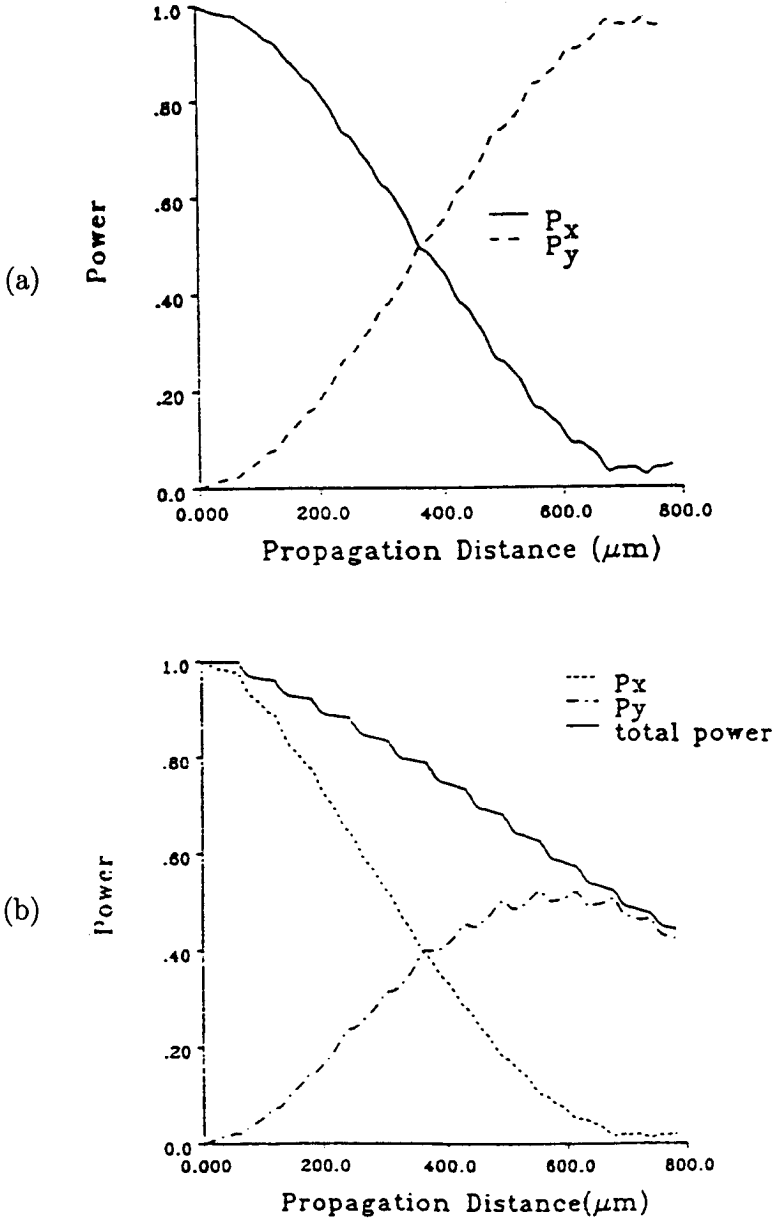 (a)
Power
1.0
.80
.60
.40
.20
0.0
0.000
200.0
400.0
600.0
800.0
Px
Py
Propagation Distance (μm)
(b)
Power
1.0
.80
.60
.40
.20
0.0
0.000
200.0
400.0
600.0
800.0
Px
Py
total power
Propagation Distance(μm)